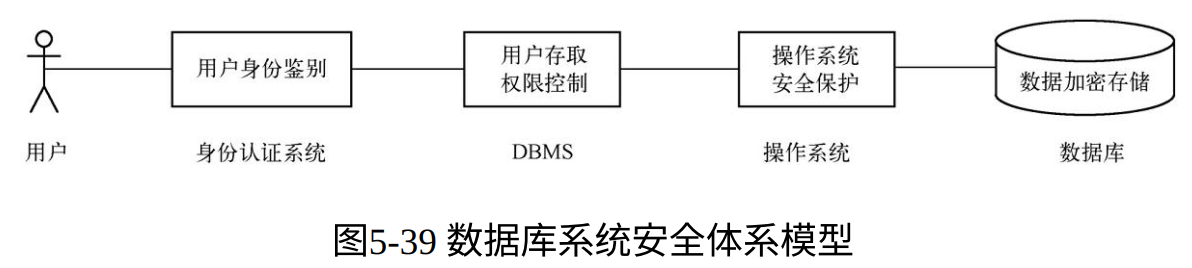 用户身份鉴别
用户存取
权限控制
操作系统
安全保护
数据加密存储
用户
身份认证系统
DBMS
操作系统
数据库
图5-39 数据库系统安全体系模型